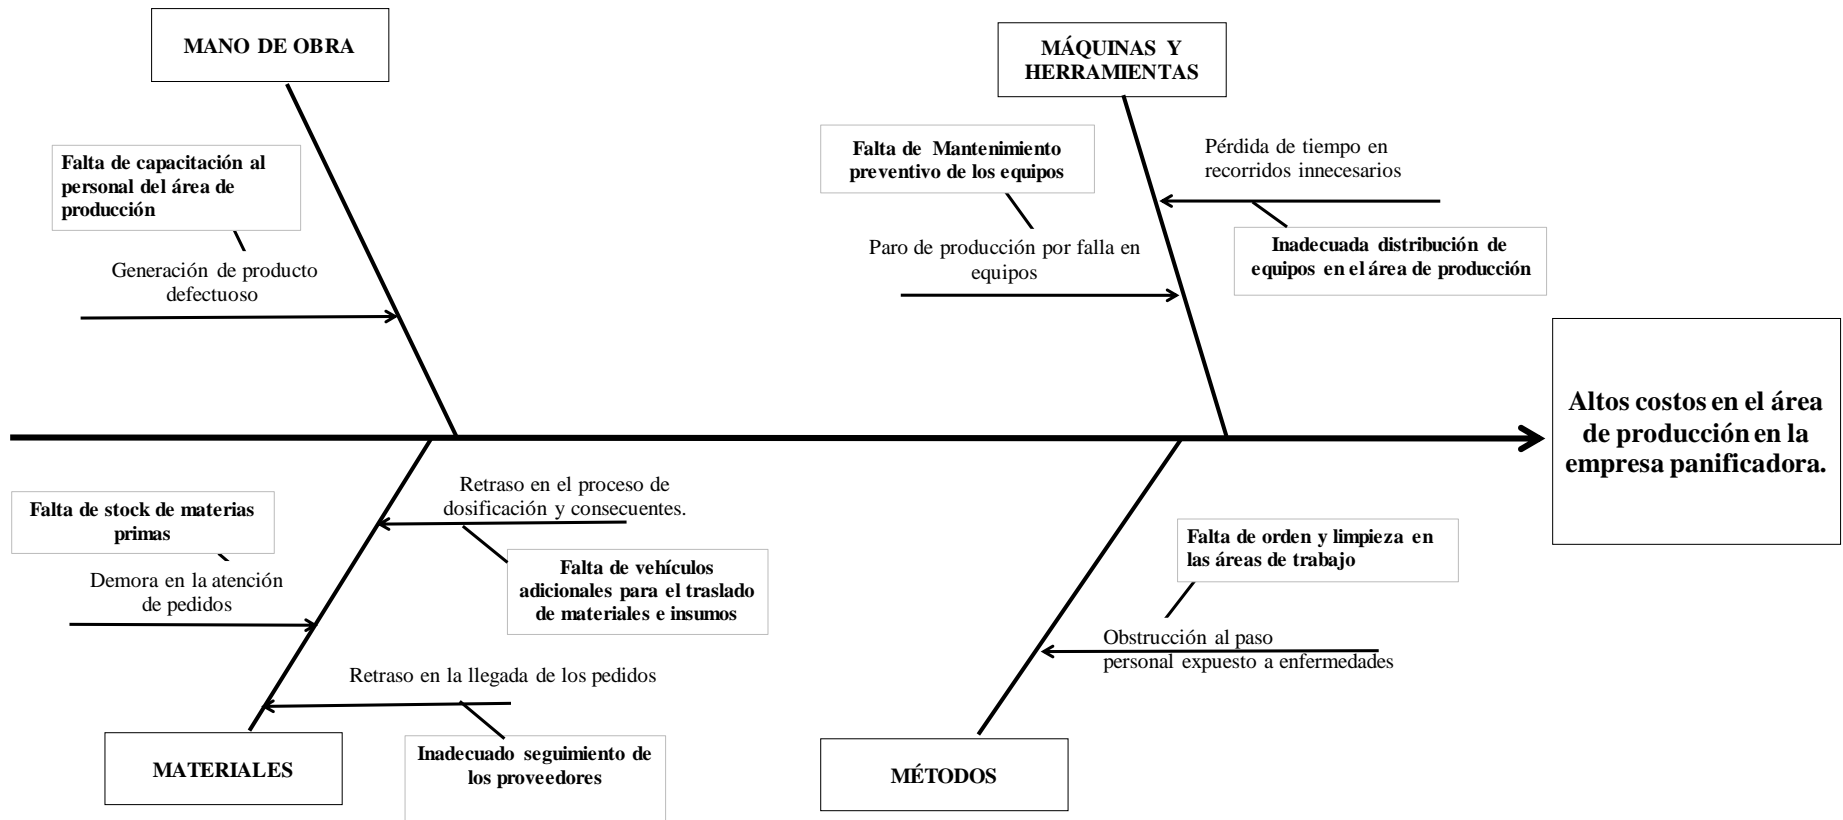 MANO DE OBRA
MÁQUINAS Y
HERRAMIENTAS
Falta de capacitación al
personal del área de
producción
Generación de producto
defectuoso
Falta de Mantenimiento
preventivo de los equipos
Paro de producción por falla en
equipos
Pérdida de tiempo en
recorridos innecesarios
Inadecuada distribución de
equipos en el área de producción
Altos costos en el área
de producción en la
empresa panificadora.
Falta de stock de materias
primas
Demora en la atención
de pedidos
Retraso en el proceso de
dosificación y consecuentes.
Falta de vehículos
adicionales para el traslado
de materiales e insumos
Retraso en la llegada de los pedidos
Inadecuado seguimiento de
los proveedores
MATERIALES
Falta de orden y limpieza en
las áreas de trabajo
Obstrucción al paso
personal expuesto a enfermedades
MÉTODOS